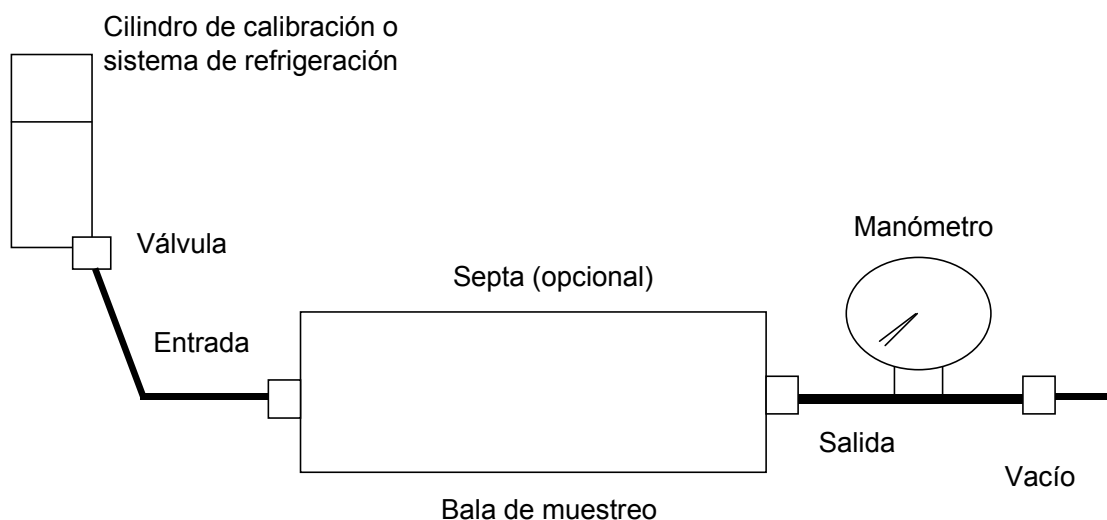 Cilindro de calibración o
sistema de refrigeración
Válvula
Manómetro
Septa (opcional)
Entrada
Salida
Vacío
Bala de muestreo